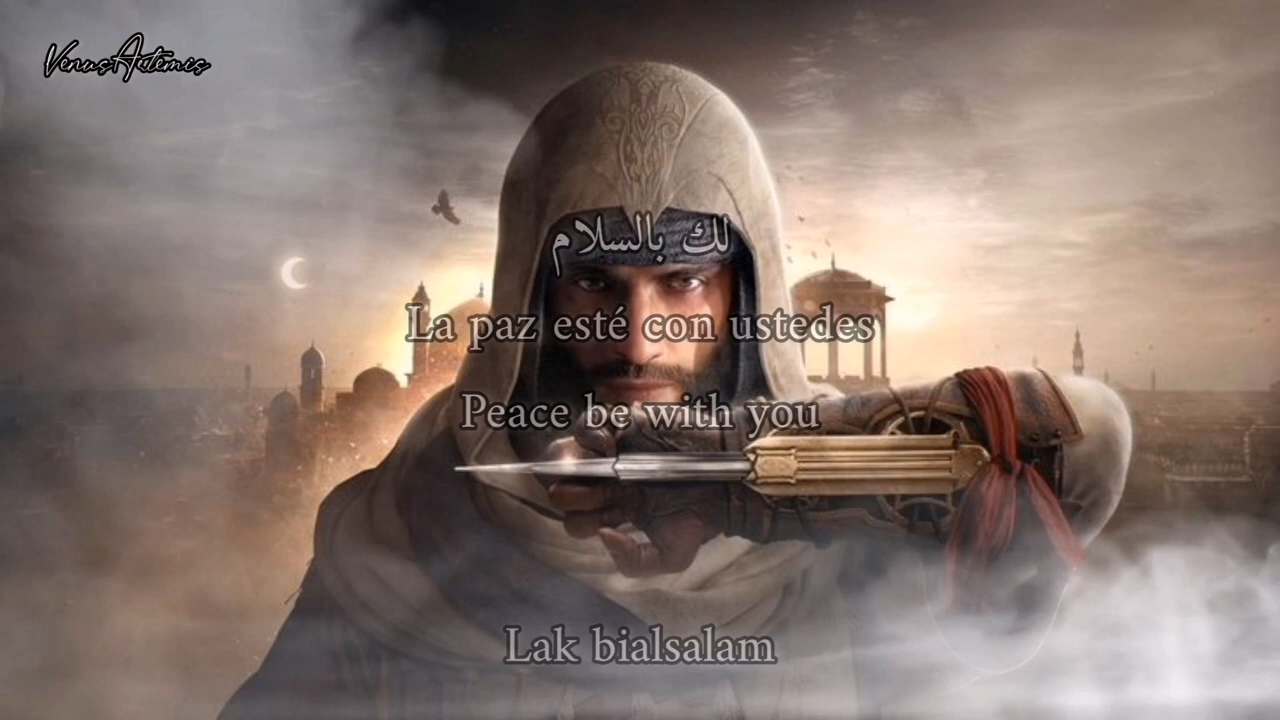 VenusArtemis
لك بالسلام
La paz esté con ustedes
Peace be with you
Lak bialsalam